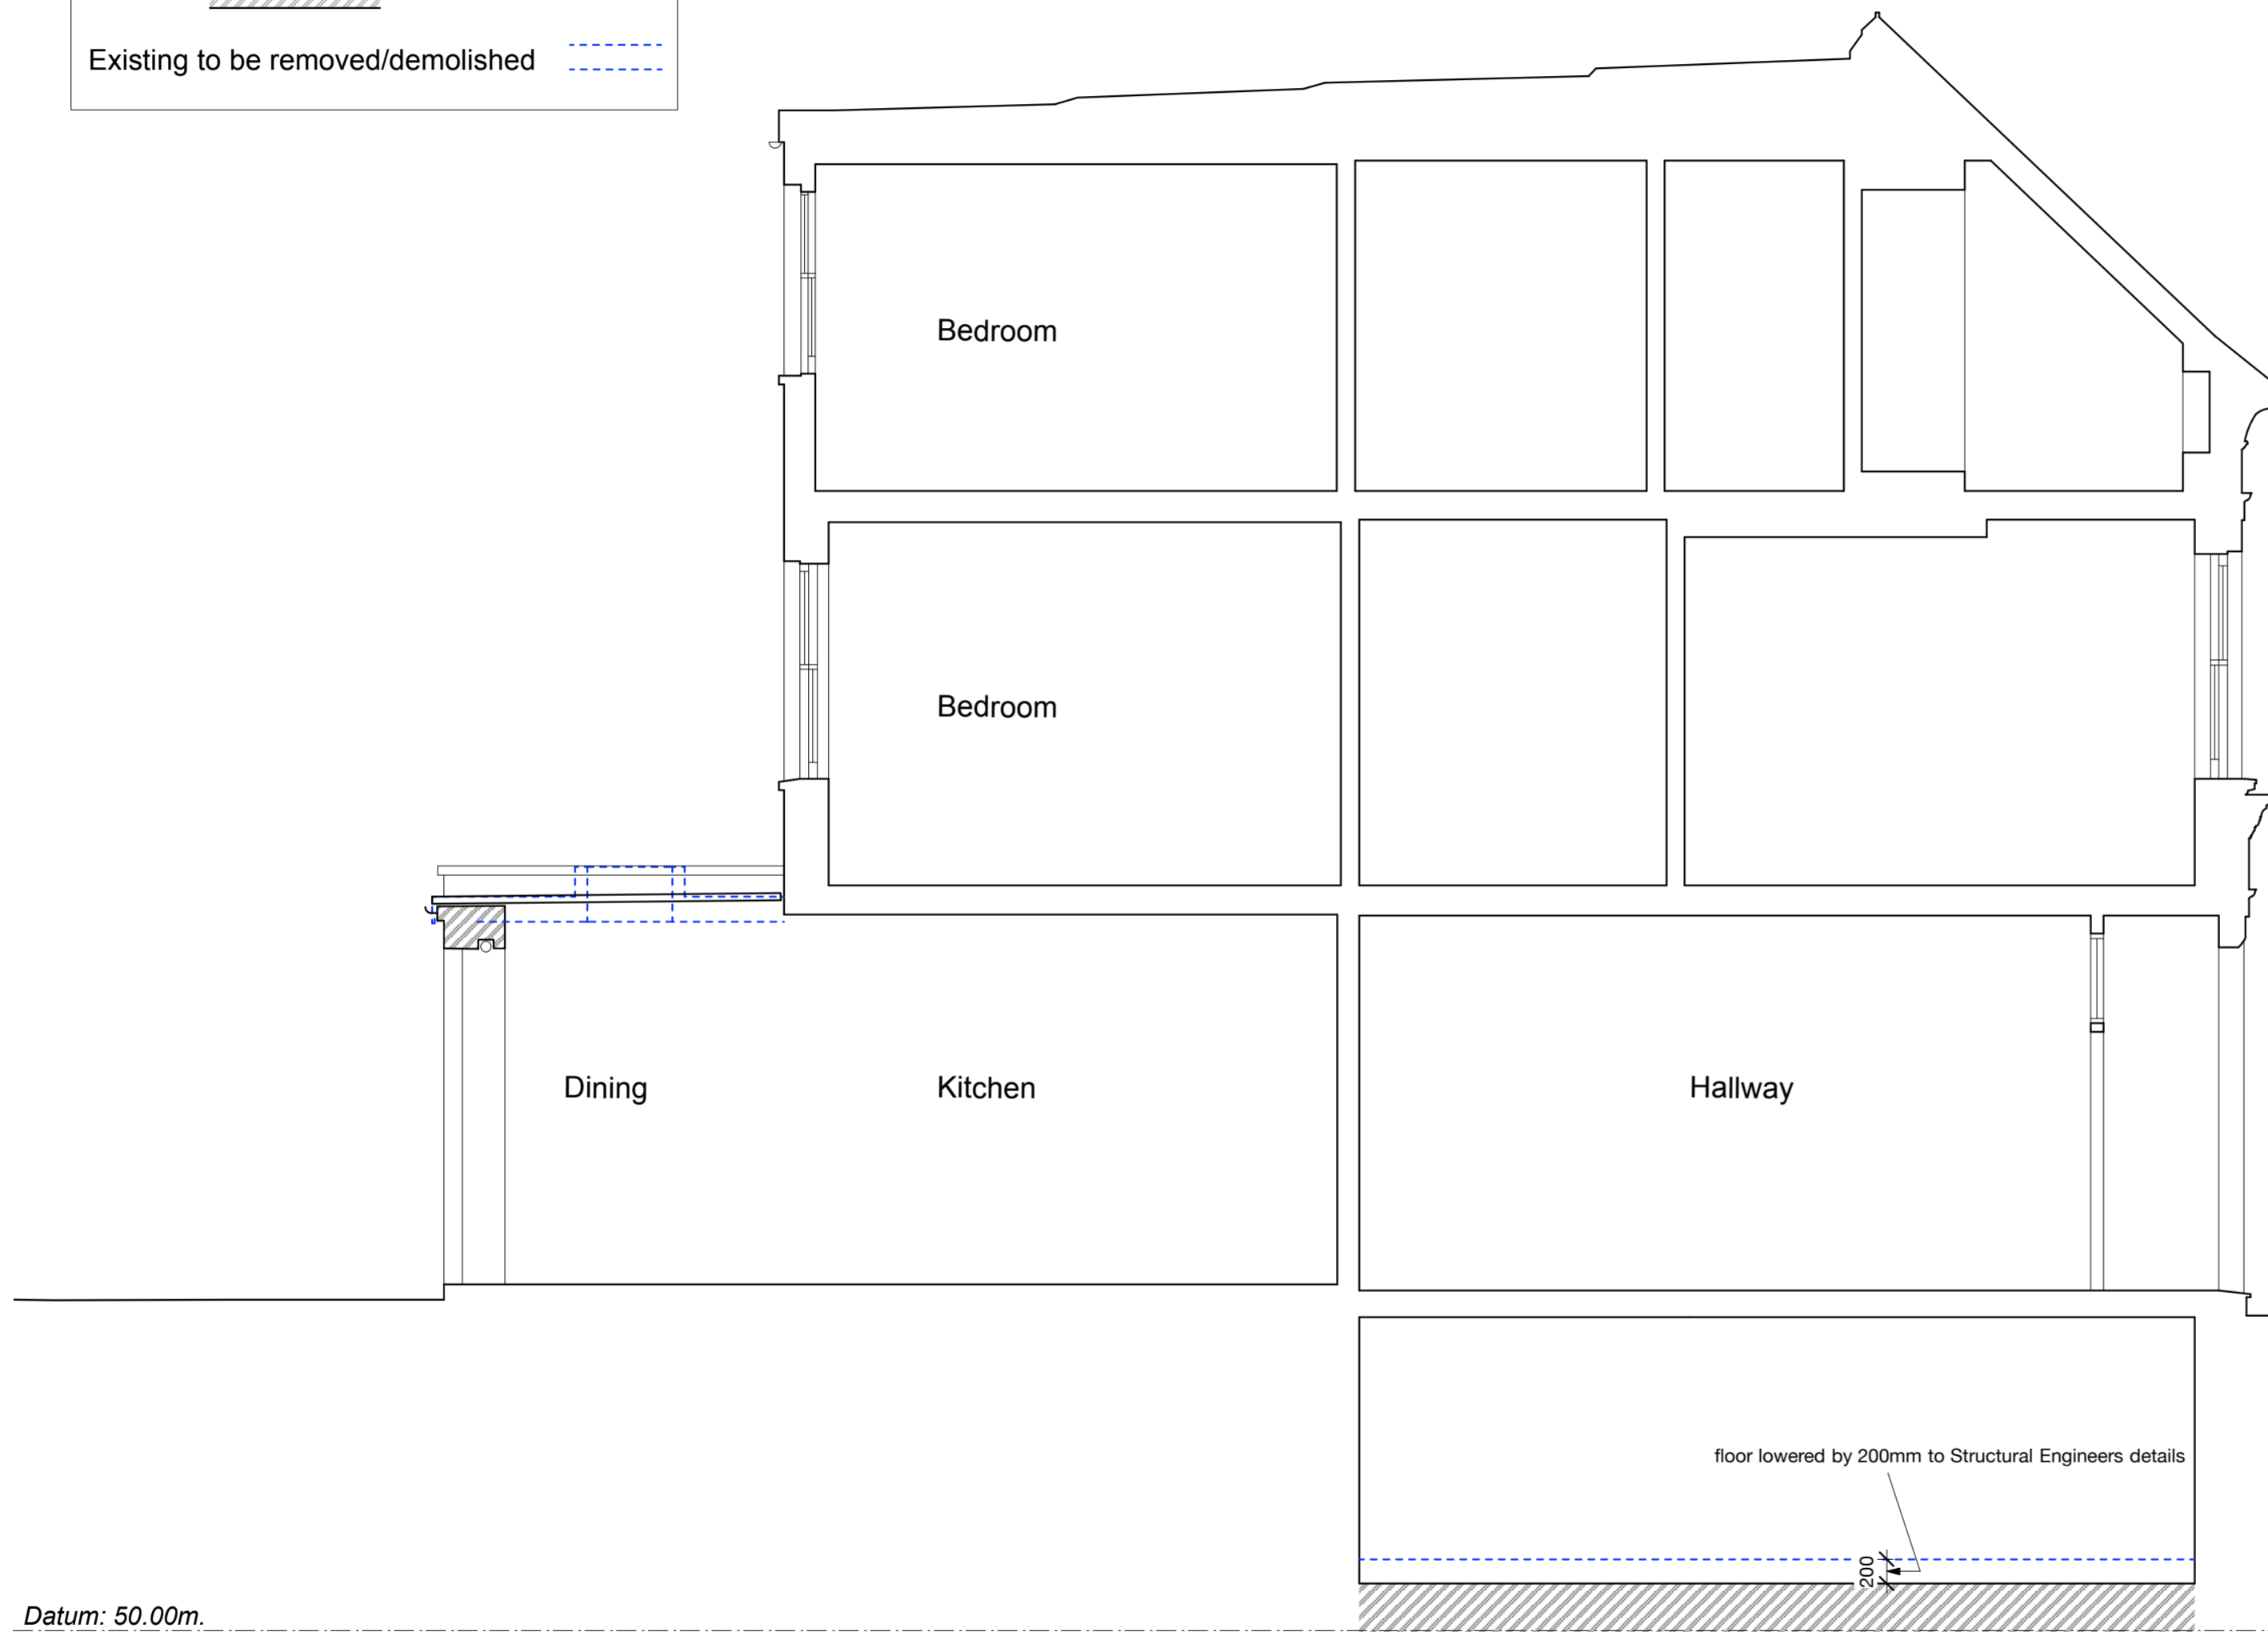 Existing to be removed/demolished
Bedroom
Bedroom
Dining
Kitchen
Hallway
floor lowered by 200mm to Structural Engineers details
200
Datum: 50.00m.